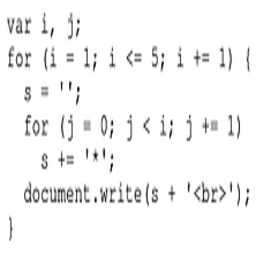 var i, j;
for (i = 1; i <= 5; i += 1) {
  s = '';
  for (j = 0; j < i; j += 1)
    s += '*';
  document.write(s + '<br>');
}